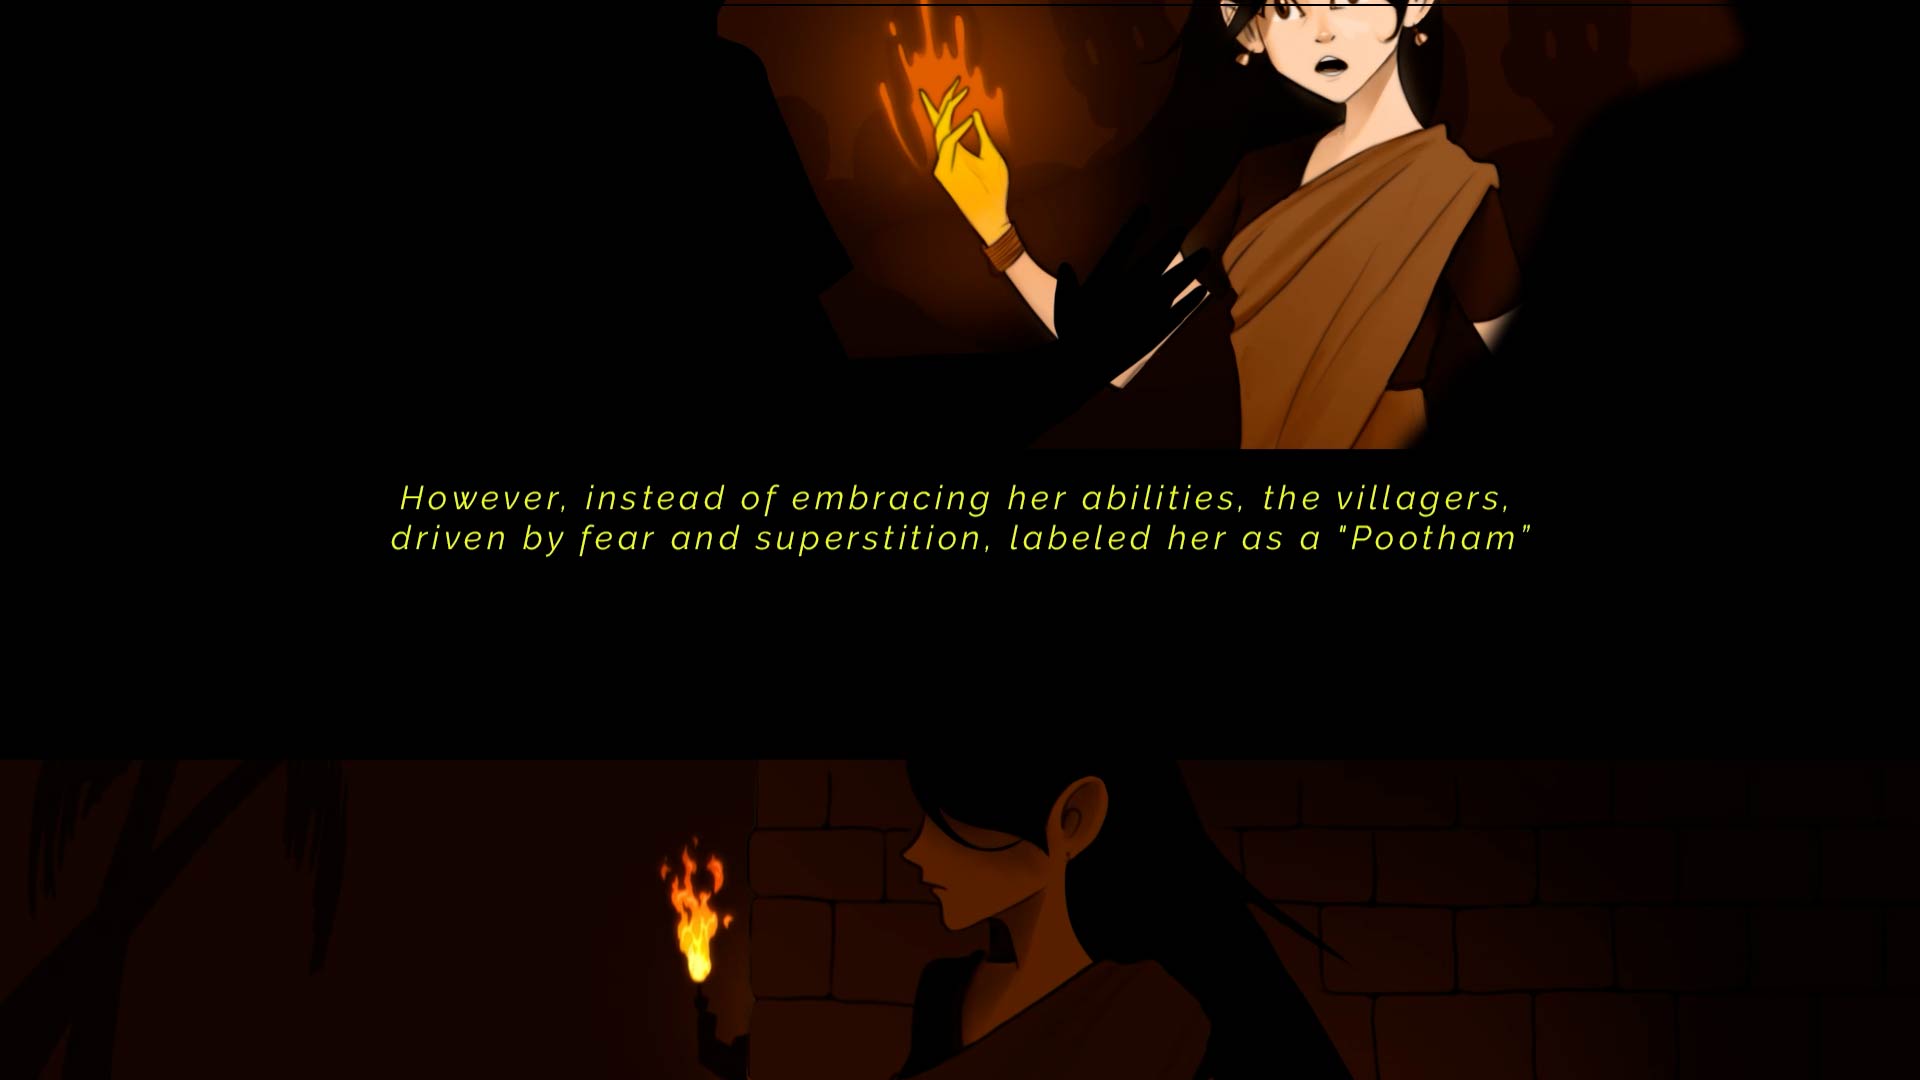 However, instead of embracing her abilities, the villagers,
driven by fear and superstition, labeled her as a "Pootham”